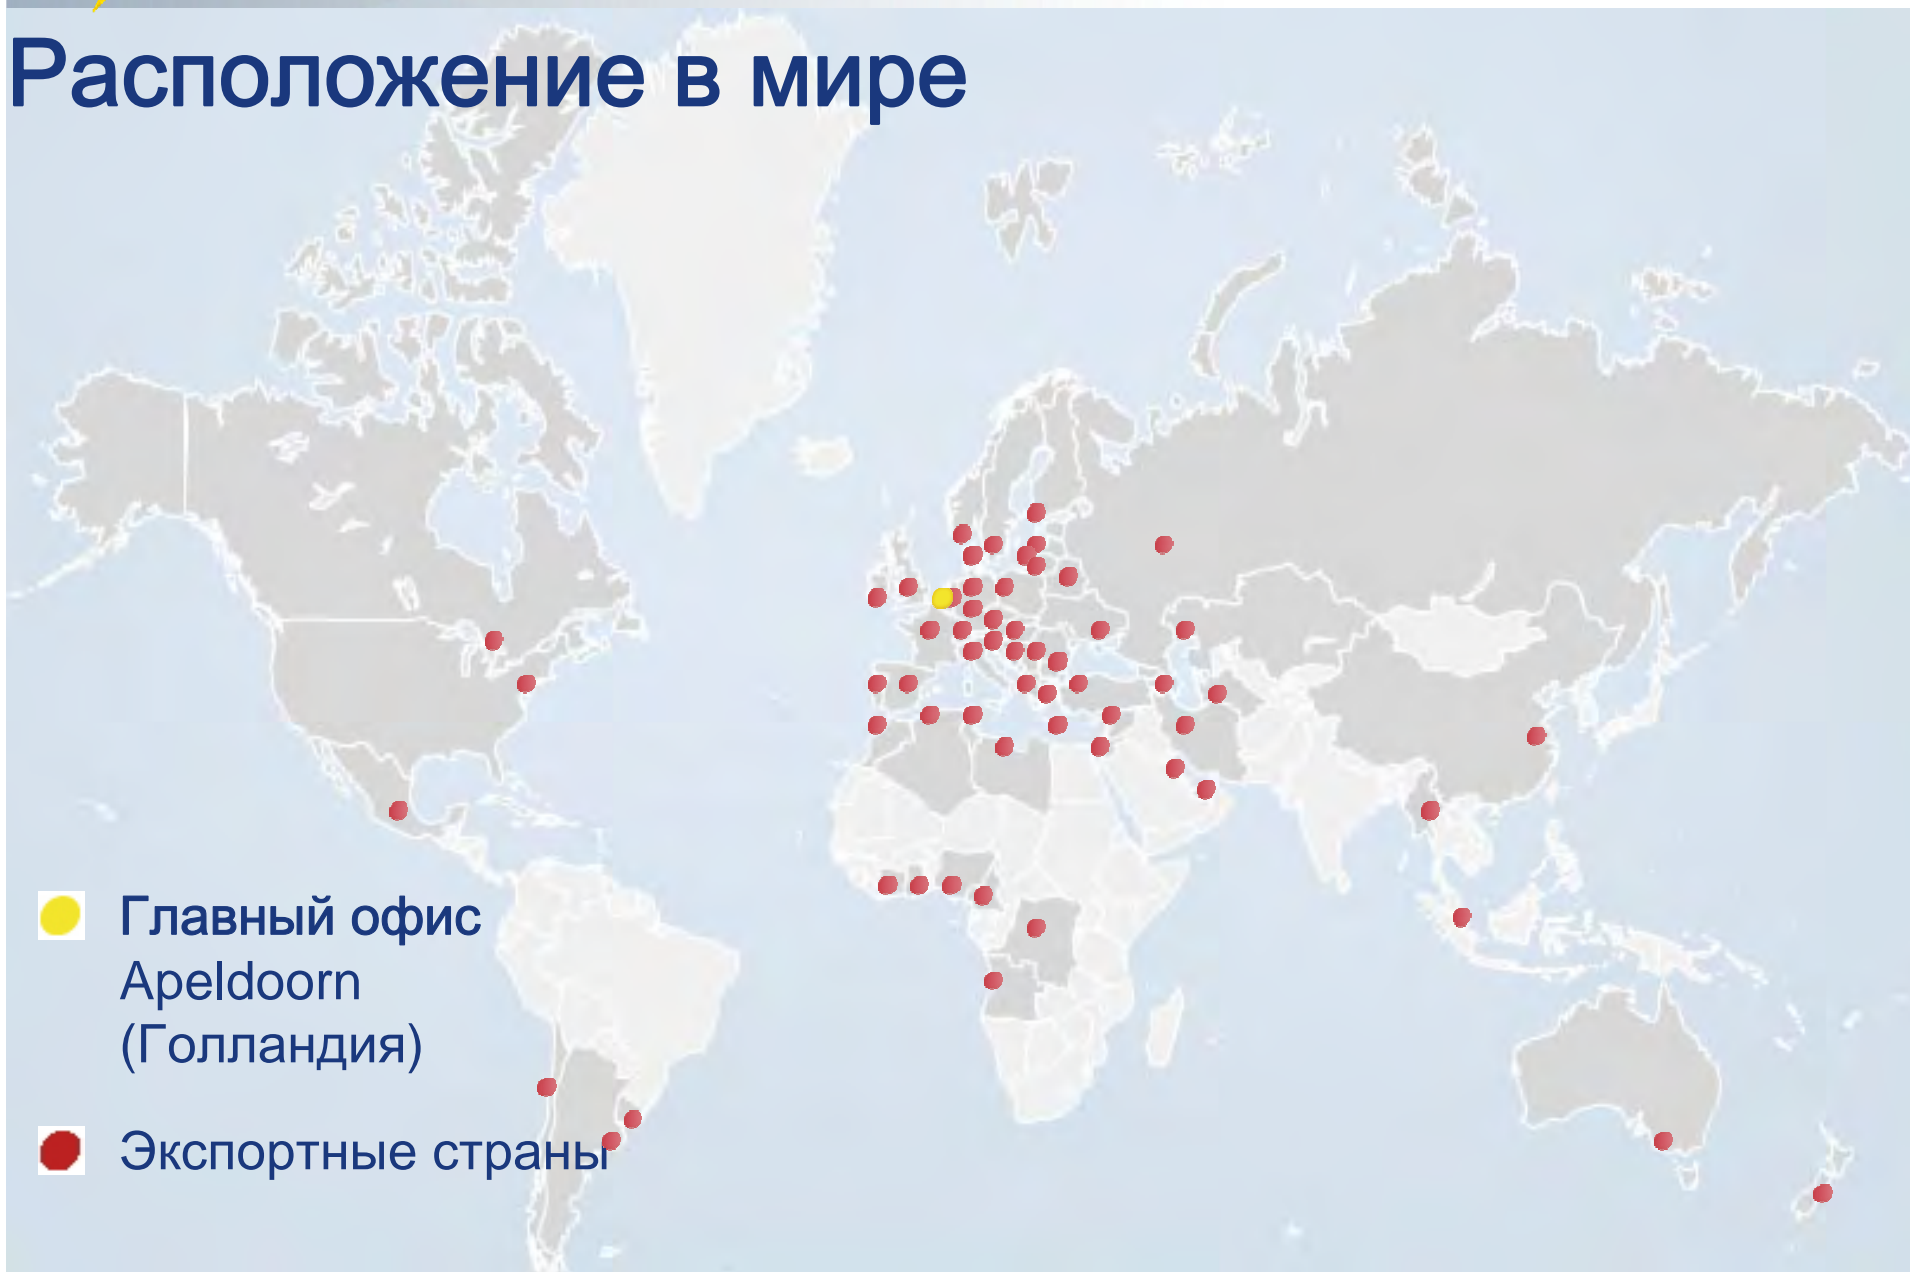 Расположение в мире
Главный офис
Apeldoorn
(Голландия)
Экспортные страны